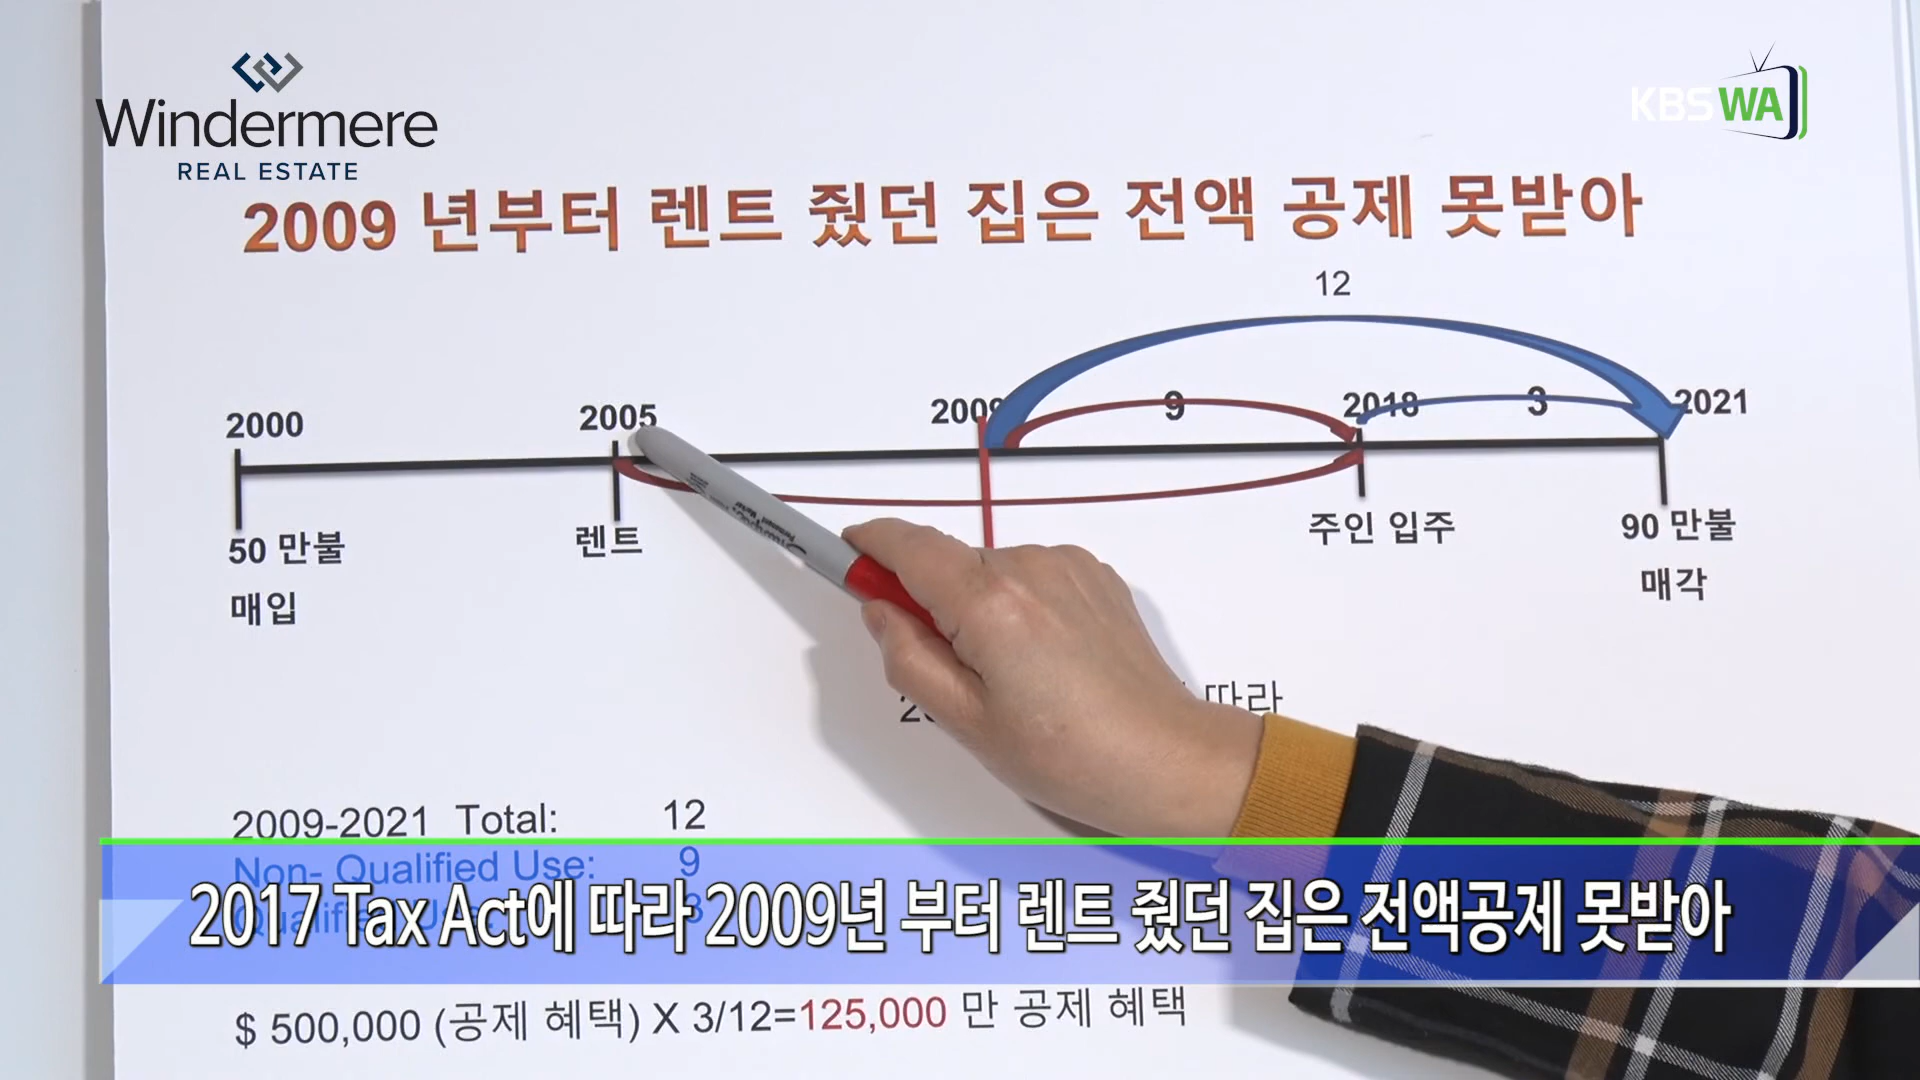 Windermere
REAL ESTATE
KBS WA
2009 년부터 렌트 줬던 집은 전액 공제 못받아
12
2000 2005 2009 9 2018 3 2021
50 만불 렌트 주인 입주 90 만불
매입 매각
따라
2009-2021 Total: 12
Non- Qualified Use: 9
2017 Tax Act에 따라 2009년 부터 렌트 줬던 집은 전액공제 못받아
$ 500,000 (공제 혜택) X 3/12=125,000 만 공제 혜택